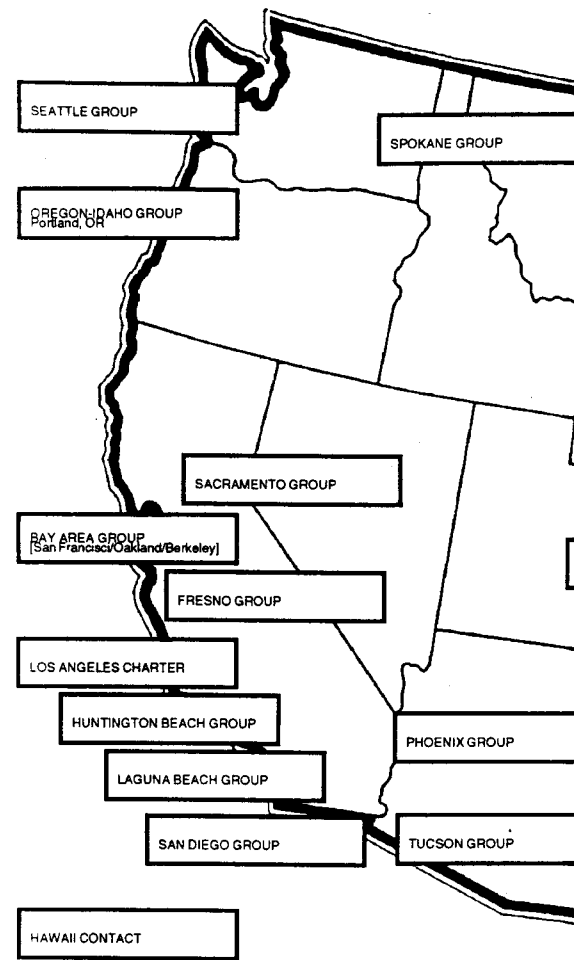 SEATTLE GROUP
SPOKANE GROUP
OREGON-IDAHO GROUP
Portland, OR
SACRAMENTO GROUP
BAY AREA GROUP
[San Francisci/Oakland/Berkeley]
FRESNO GROUP
LOS ANGELES CHARTER
HUNTINGTON BEACH GROUP
PHOENIX GROUP
LAGUNA BEACH GROUP
SAN DIEGO GROUP
TUCSON GROUP
HAWAII CONTACT